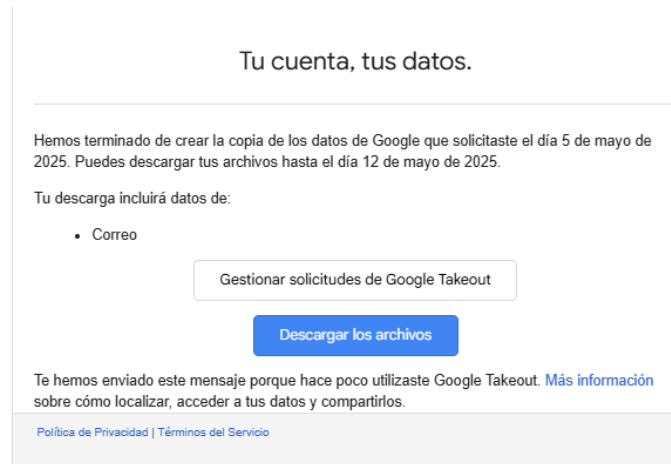 Tu cuenta, tus datos.
Hemos terminado de crear la copia de los datos de Google que solicitaste el día 5 de mayo de
2025. Puedes descargar tus archivos hasta el día 12 de mayo de 2025.
Tu descarga incluirá datos de:
• Correo
Gestionar solicitudes de Google Takeout
Descargar los archivos
Te hemos enviado este mensaje porque hace poco utilizaste Google Takeout. Más información
sobre cómo localizar, acceder a tus datos y compartirlos.
Política de Privacidad | Términos del Servicio